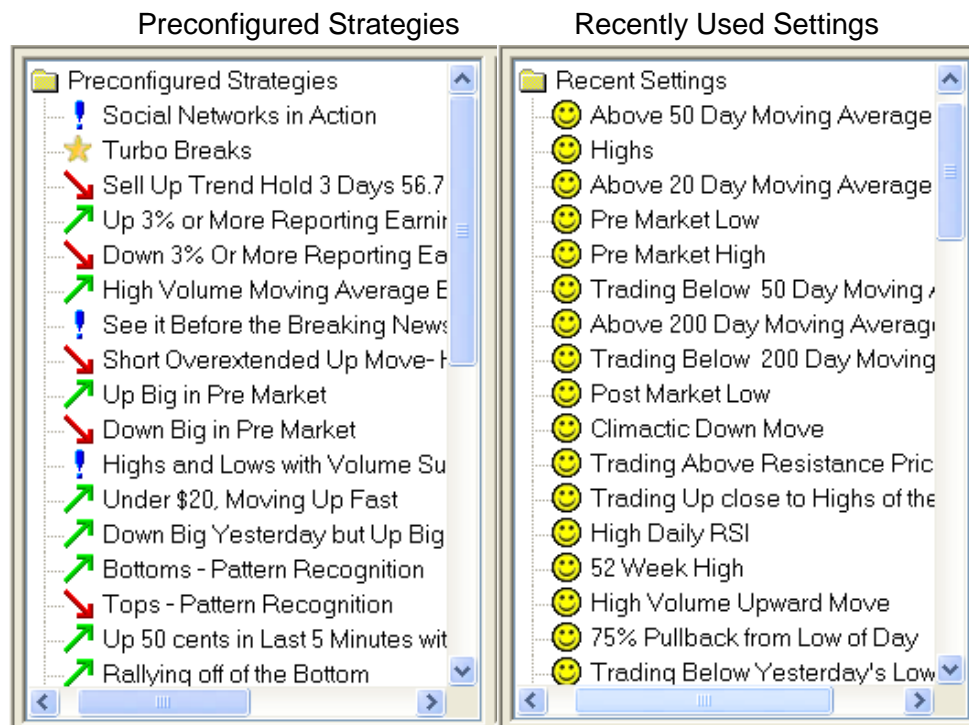 Preconfigured Strategies
Recently Used Settings
Preconfigured Strategies
Social Networks in Action
Turbo Breaks
Sell Up Trend Hold 3 Days 56.7
Up 3% or More Reporting Earnin
Down 3% Or More Reporting Ea
High Volume Moving Average E
See it Before the Breaking News
Short Overextended Up Move- H
Up Big in Pre Market
Down Big in Pre Market
Highs and Lows with Volume Su
Under $20, Moving Up Fast
Down Big Yesterday but Up Big
Bottoms - Pattern Recognition
Tops - Pattern Recognition
Up 50 cents in Last 5 Minutes wit
Rallying off of the Bottom
Recent Settings
Above 50 Day Moving Average
Highs
Above 20 Day Moving Average
Pre Market Low
Pre Market High
Trading Below  50 Day Moving
Above 200 Day Moving Average
Trading Below  200 Day Moving
Post Market Low
Climactic Down Move
Trading Above Resistance Pric
Trading Up close to Highs of the
High Daily RSI
52 Week High
High Volume Upward Move
75% Pullback from Low of Day
Trading Below Yesterday's Low